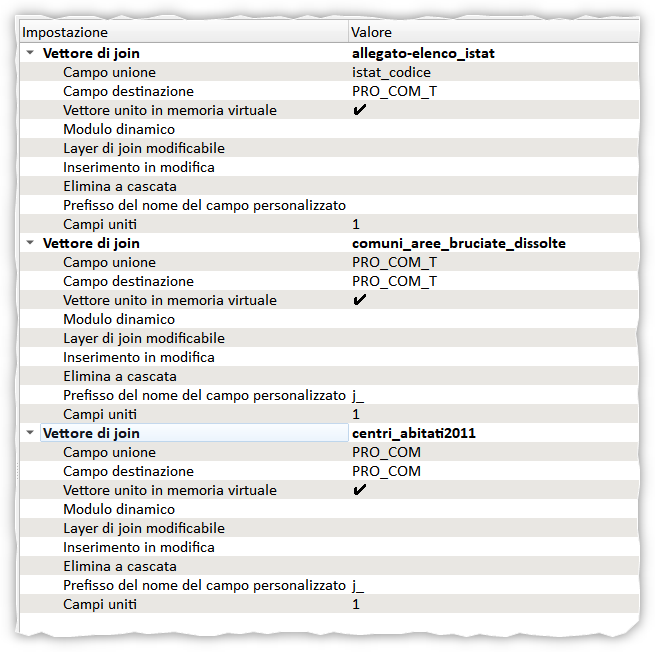 Impostazione Valore
Vettore di join allegato-elenco_istat
Campo unione istat_codice
Campo destinazione PRO_COM_T
Vettore unito in memoria virtuale ✔
Modulo dinamico
Layer di join modificabile
Inserimento in modifica
Elimina a cascata
Prefisso del nome del campo personalizzato
Campi uniti 1
Vettore di join comuni_aree_bruciate_dissolte
Campo unione PRO_COM_T
Campo destinazione PRO_COM_T
Vettore unito in memoria virtuale ✔
Modulo dinamico
Layer di join modificabile
Inserimento in modifica
Elimina a cascata
Prefisso del nome del campo personalizzato j_
Campi uniti 1
Vettore di join centri_abitati2011
Campo unione PRO_COM
Campo destinazione PRO_COM
Vettore unito in memoria virtuale ✔
Modulo dinamico
Layer di join modificabile
Inserimento in modifica
Elimina a cascata
Prefisso del nome del campo personalizzato j_
Campi uniti 1